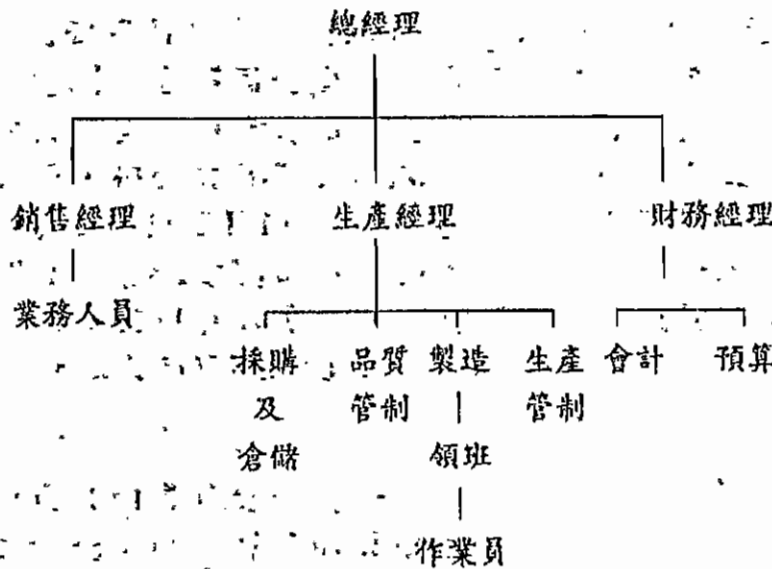 總經理
銷售經理 生產經理 財務經理
業務人員
採購 品質 製造 生產 會計 預算
及 管制 管制
倉儲 領班
作業員